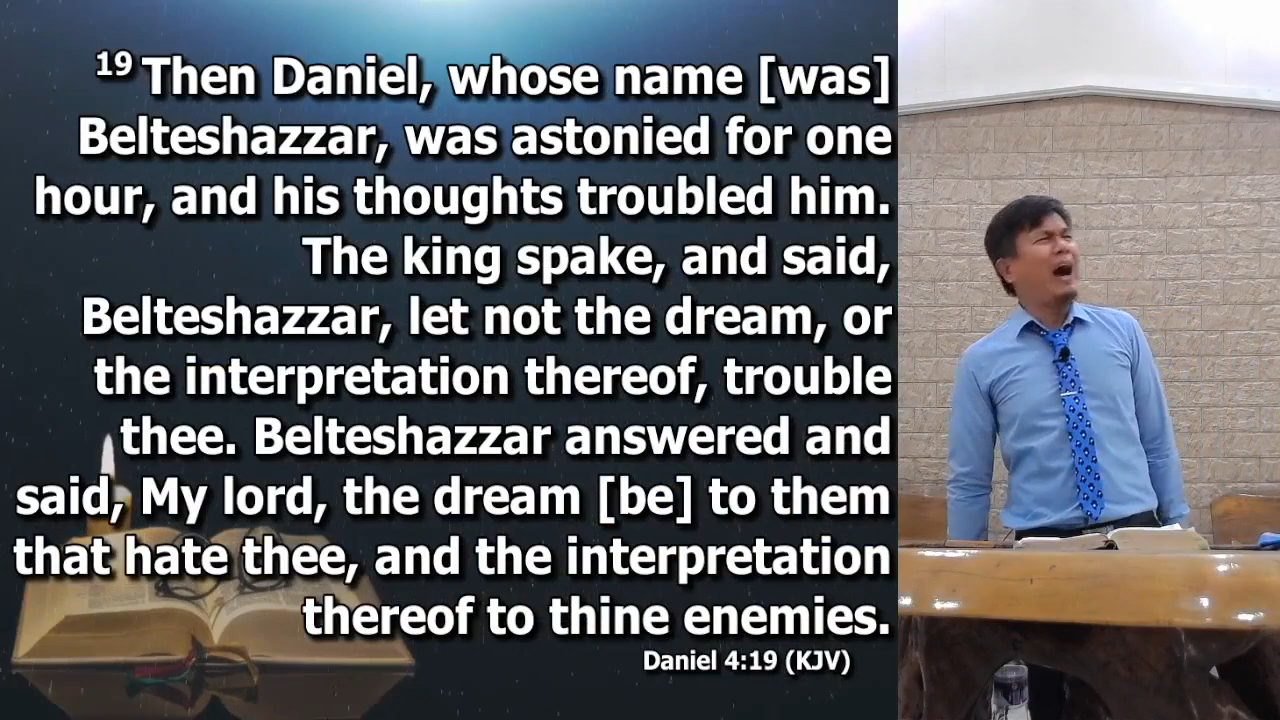 19 Then Daniel, whose name [was]
Belteshazzar, was astonied for one
hour, and his thoughts troubled him.
The king spake, and said,
Belteshazzar, let not the dream, or
the interpretation thereof, trouble
thee. Belteshazzar answered and
said, My lord, the dream [be] to them
that hate thee, and the interpretation
thereof to thine enemies.
Daniel 4:19 (KJV)